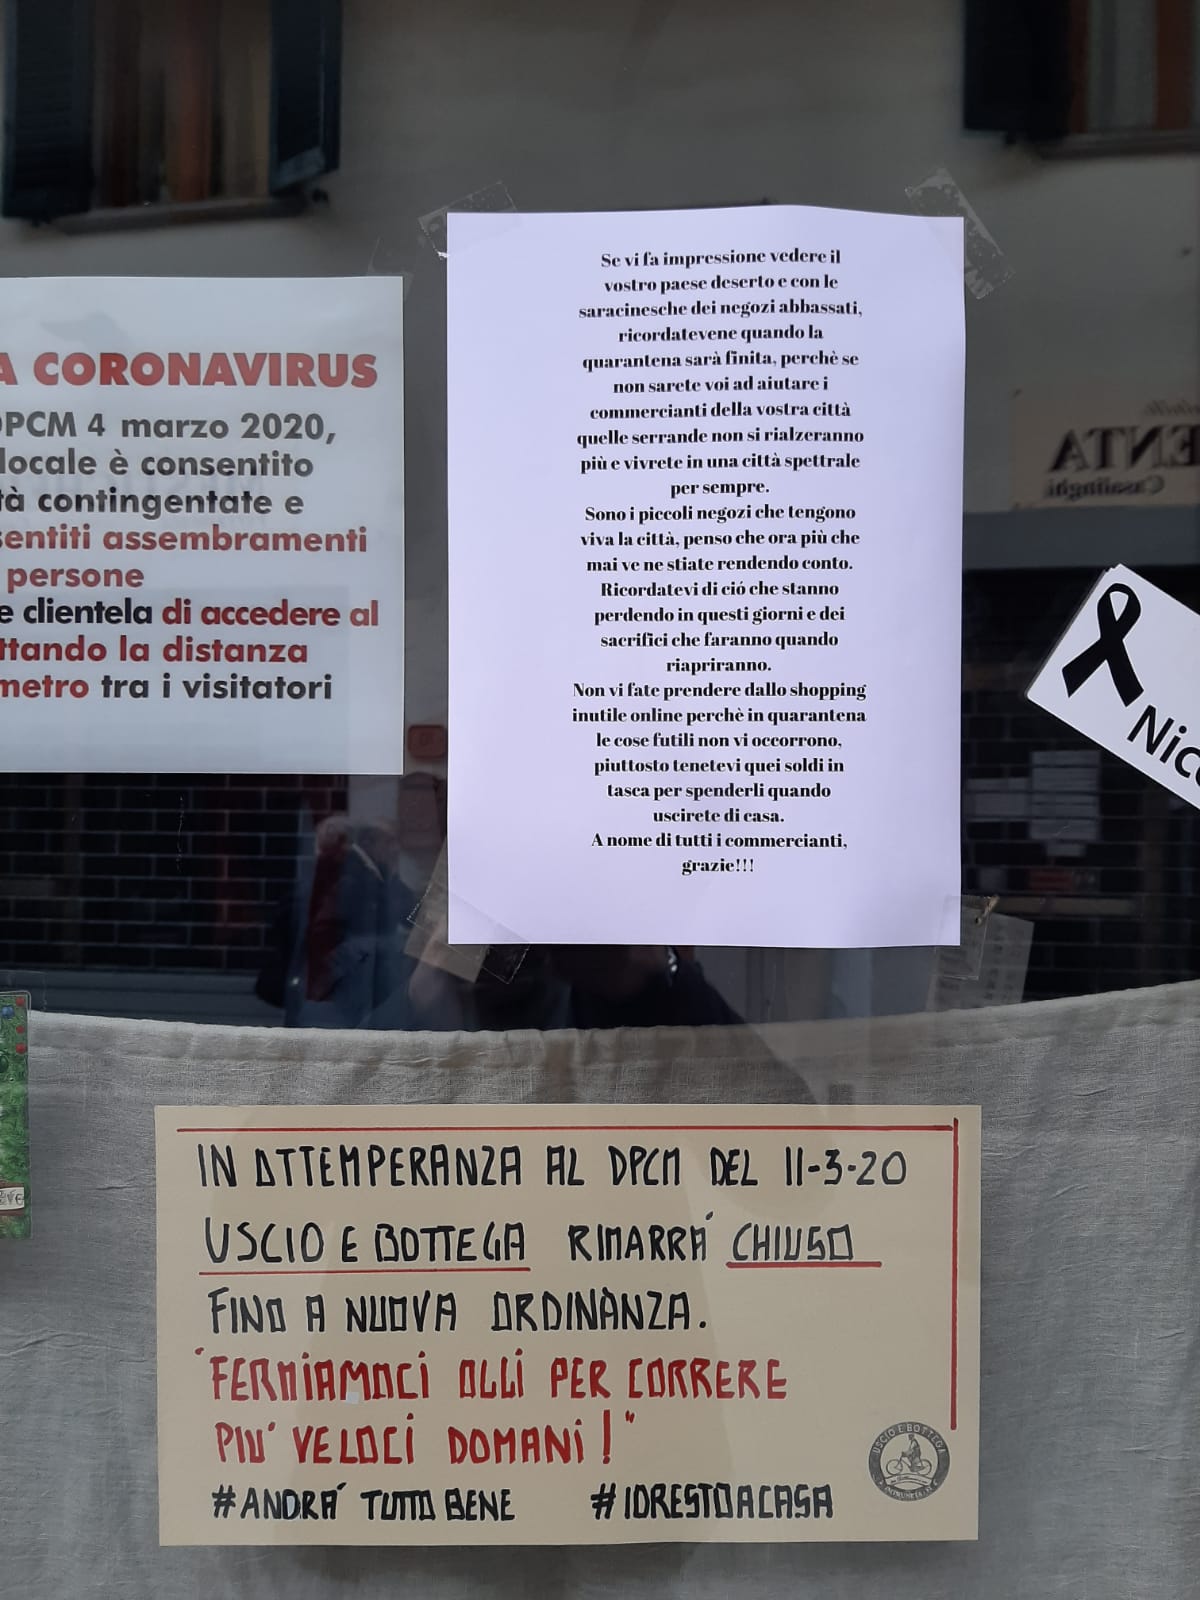 A CORONAVIRUS
DPCM 4 marzo 2020,
locale è consentito
tà contingentate e
sentiti assembramenti
persone
e clientela di accedere al
ttando la distanza
metro tra i visitatori
Se vi fa impressione vedere il
vostro paese deserto e con le
saracinesche dei negozi abbassati,
ricordatevene quando la
quarantena sarà finita, perchè se
non sarete voi ad aiutare i
commercianti della vostra città
quelle serrande non si rialzeranno
più e vivrete in una città spettrale
per sempre.
Sono i piccoli negozi che tengono
viva la città, penso che ora più che
mai ve ne stiate rendendo conto.
Ricordatevi di ció che stanno
perdendo in questi giorni e dei
sacrifici che faranno quando
riapriranno.
Non vi fate prendere dallo shopping
inutile online perchè in quarantena
le cose futili non vi occorrono,
piuttosto tenetevi quei soldi in
tasca per spenderli quando
uscirete di casa.
A nome di tutti i commercianti,
grazie!!!
ENTA
Casalinghi
Nico
IN OTTEMPERANZA AL DPCM DEL 11-3-20
USCIO E BOTTEGA RIMARRA' CHIUSO
FINO A NUOVA ORDINANZA.
"FERMIAMOCI OGGI PER CORRERE
PIU' VELOCI DOMANI!"
#ANDRA' TUTTO BENE #IORESTOACASA
USCIO E BOTTEGA